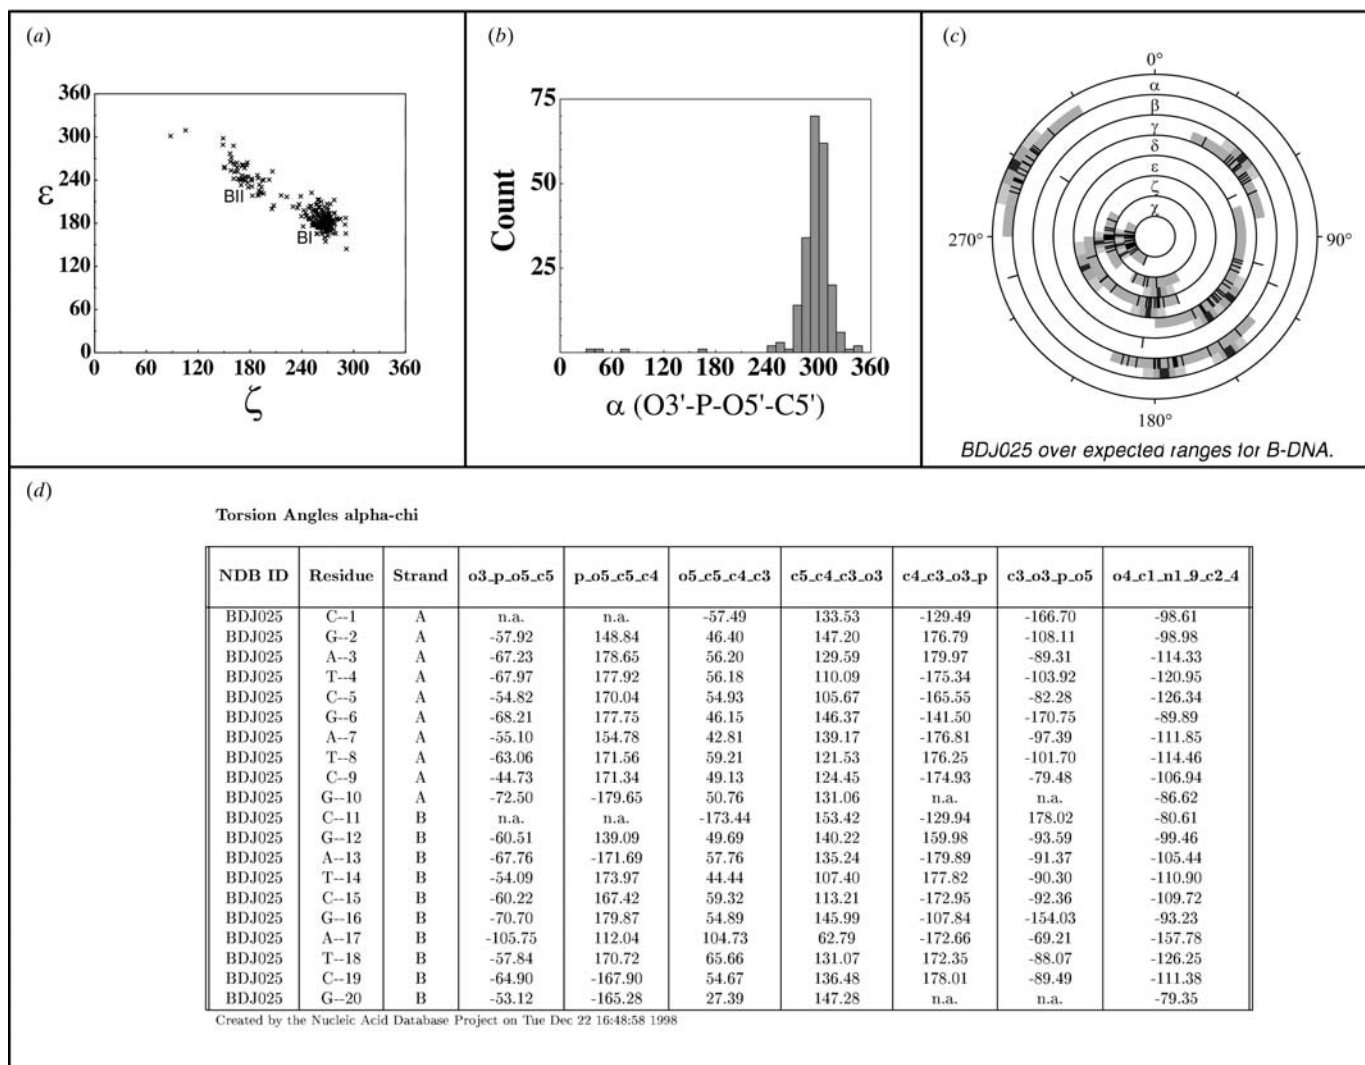 (a)
360
300
240
180
120
60
0
ε
BII
BI
0 60 120 180 240 300 360
ζ
(b)
75
50
25
Count
0 60 120 180 240 300 360
α (O3'-P-O5'-C5')
(c)
0°
α
β
γ
δ
ε
ζ
χ
270°
90°
180°
BDJ025 over expected ranges for B-DNA.
(d)
Torsion Angles alpha-chi
NDB ID Residue Strand o3_p_o5_c5 p_o5_c5_c4 o5_c5_c4_c3 c5_c4_c3_o3 c4_c3_o3_p c3_o3_p_o5 o4_c1_n1_9_c2_4
BDJ025 C--1 A n.a. n.a. -57.49 133.53 -129.49 -166.70 -98.61
BDJ025 G--2 A -57.92 148.84 46.40 147.20 176.79 -108.11 -98.98
BDJ025 A--3 A -67.23 178.65 56.20 129.59 179.97 -89.31 -114.33
BDJ025 T--4 A -67.97 177.92 56.18 110.09 -175.34 -103.92 -120.95
BDJ025 C--5 A -54.82 170.04 54.93 105.67 -165.55 -82.28 -126.34
BDJ025 G--6 A -68.21 177.75 46.15 146.37 -141.50 -170.75 -89.89
BDJ025 A--7 A -55.10 154.78 42.81 139.17 -176.81 -97.39 -111.85
BDJ025 T--8 A -63.06 171.56 59.21 121.53 176.25 -101.70 -114.46
BDJ025 C--9 A -44.73 171.34 49.13 124.45 -174.93 -79.48 -106.94
BDJ025 G--10 A -72.50 -179.65 50.76 131.06 n.a. n.a. -86.62
BDJ025 C--11 B n.a. n.a. -173.44 153.42 -129.94 178.02 -80.61
BDJ025 G--12 B -60.51 139.09 49.69 140.22 159.98 -93.59 -99.46
BDJ025 A--13 B -67.76 -171.69 57.76 135.24 -179.89 -91.37 -105.44
BDJ025 T--14 B -54.09 173.97 44.44 107.40 177.82 -90.30 -110.90
BDJ025 C--15 B -60.22 167.42 59.32 113.21 -172.95 -92.36 -109.72
BDJ025 G--16 B -70.70 179.87 54.89 145.99 -107.84 -154.03 -93.23
BDJ025 A--17 B -105.75 112.04 104.73 62.79 -172.66 -69.21 -157.78
BDJ025 T--18 B -57.84 170.72 65.66 131.07 172.35 -88.07 -126.25
BDJ025 C--19 B -64.90 -167.90 54.67 136.48 178.01 -89.49 -111.38
BDJ025 G--20 B -53.12 -165.28 27.39 147.28 n.a. n.a. -79.35
Created by the Nucleic Acid Database Project on Tue Dec 22 16:48:58 1998